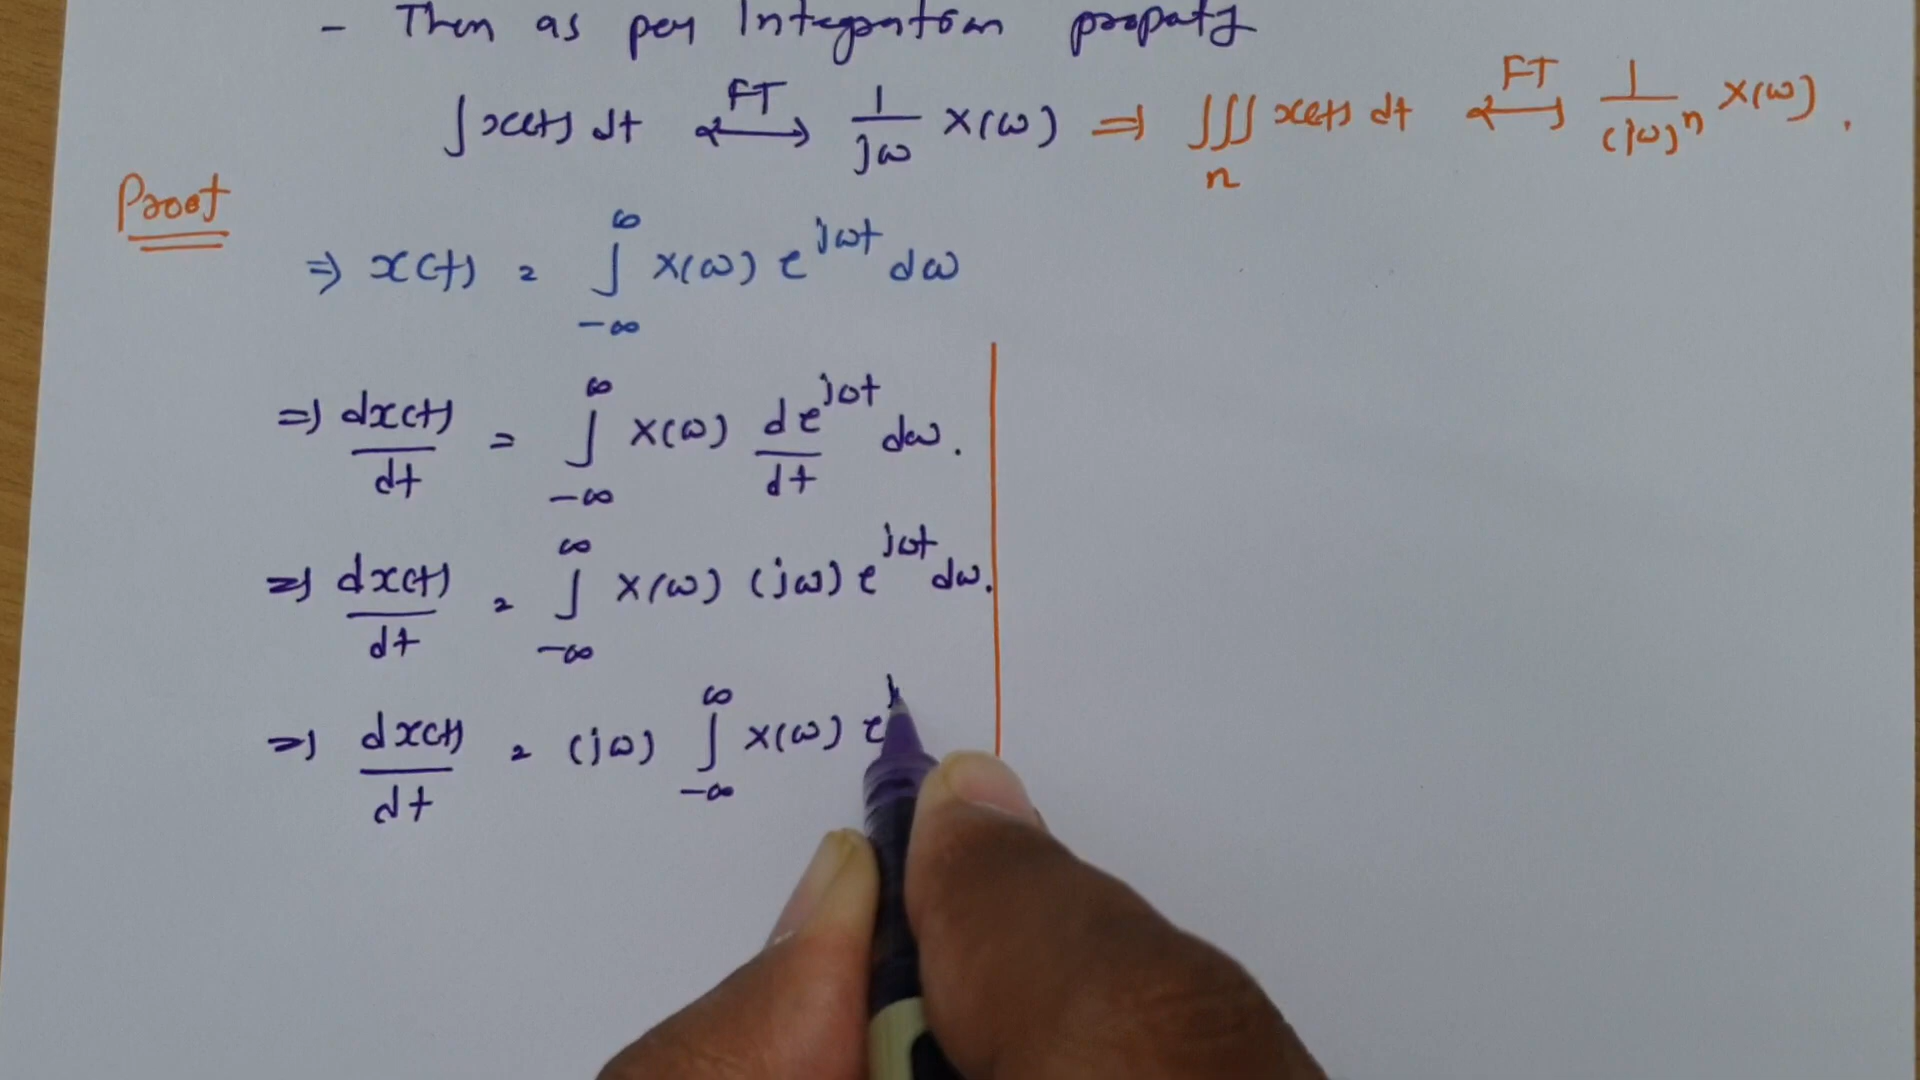 - Then as per Integration property
∫ x(t) dt ⟷FT 1/jω X(ω) ⇒ ∫∫∫n x(t) dt ⟷FT 1/(jω)^n X(ω).
Proof
⇒ x(t) = ∫_{-∞}^{∞} X(ω) e^{jωt} dω
⇒ dx(t)/dt = ∫_{-∞}^{∞} X(ω) de^{jωt}/dt dω.
⇒ dx(t)/dt = ∫_{-∞}^{∞} X(ω) (jω) e^{jωt} dω.
⇒ dx(t)/dt = (jω) ∫_{-∞}^{∞} X(ω) e^j